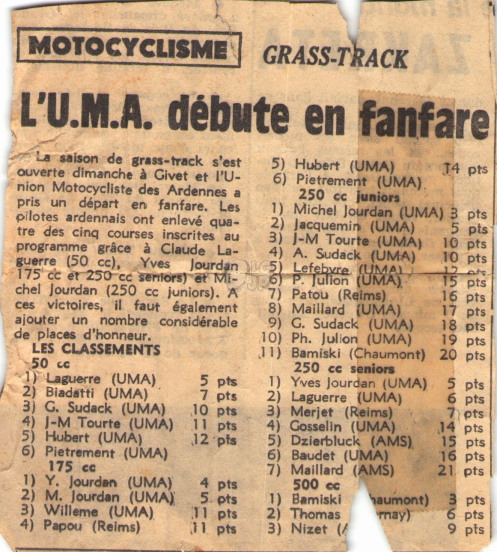 MOTOCYCLISME
GRASS-TRACK
L'U.M.A. débute en fanfare
La saison de grass-track s'est
ouverte dimanche à Givet et l'U-
nion Motocycliste des Ardennes a
pris un départ en fanfare. Les
pilotes ardennais ont enlevé qua-
tre des cinq courses inscrites au
programme grâce à Claude La-
guerre (50 cc), Yves Jourdan
175 cc et 250 cc seniors) et Mi-
chel Jourdan (250 cc juniors). A
ces victoires, il faut également
ajouter un nombre considérable
de places d'honneur.
LES CLASSEMENTS
50 cc
1) Laguerre (UMA) 5 pts
2) Biadatti 7 pts
3) G. Sudack (UMA) 10 pts
4) J-M Tourte (UMA) 11 pts
5) Hubert (UMA) 12 pts
6) Pietrement (UMA)
175 cc
1) Y. Jourdan (UMA) 4 pts
2) M. Jourdan (UMA) 5 pts
3) Willeme (UMA) 11 pts
4) Papou (Reims) 11 pts
5) Hubert (UMA) 14 pts
6) Pietrement (UMA)
250 cc juniors
1) Michel Jourdan (UMA) 3 pts
2) Jacquemin (UMA) 5 pts
3) J-M Tourte (UMA) 10 pts
4) A. Sudack (UMA) 10 pts
5) Lefebvre (UMA) 12 pts
6) P. Julion (UMA) 15 pts
7) Patou (Reims) 16 pts
8) Maillard (UMA) 17 pts
9) G. Sudack (UMA) 18 pts
10) Ph. Julion (UMA) 19 pts
11) Bamiski (Chaumont) 20 pts
250 cc seniors
1) Yves Jourdan (UMA) 5 pts
2) Laguerre (UMA) 6 pts
3) Merjet (Reims) 7 pts
4) Gosselin (UMA) 14 pts
5) Dzierbluck (AMS) 15 pts
6) Baudet (UMA) 16 pts
7) Maillard (AMS) 21 pts
500 cc
1) Bamiski haumont) 3 pts
2) Thomas rnay) 6 pts
3) Nizet 9 pts